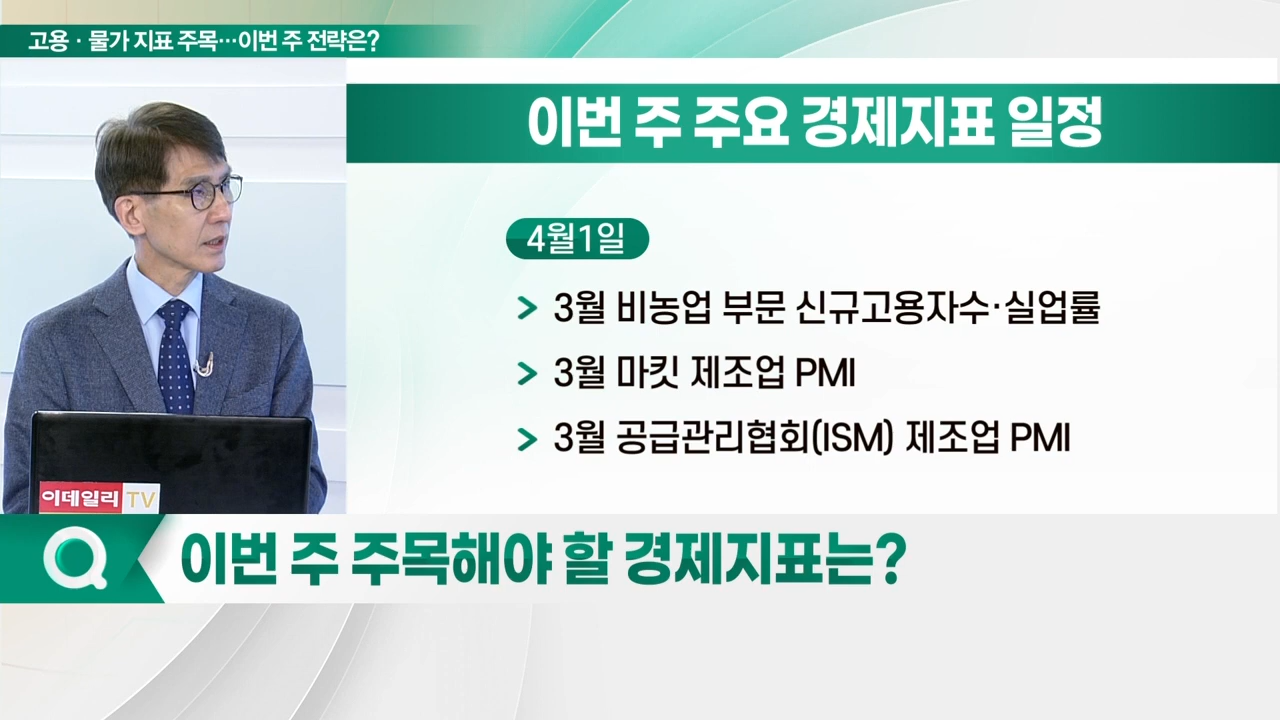 고용·물가 지표 주목…이번 주 전략은?
이번 주 주요 경제지표 일정
4월1일
> 3월 비농업 부문 신규고용자수·실업률
> 3월 마킷 제조업 PMI
> 3월 공급관리협회(ISM) 제조업 PMI
이데일리 TV
이번 주 주목해야 할 경제지표는?